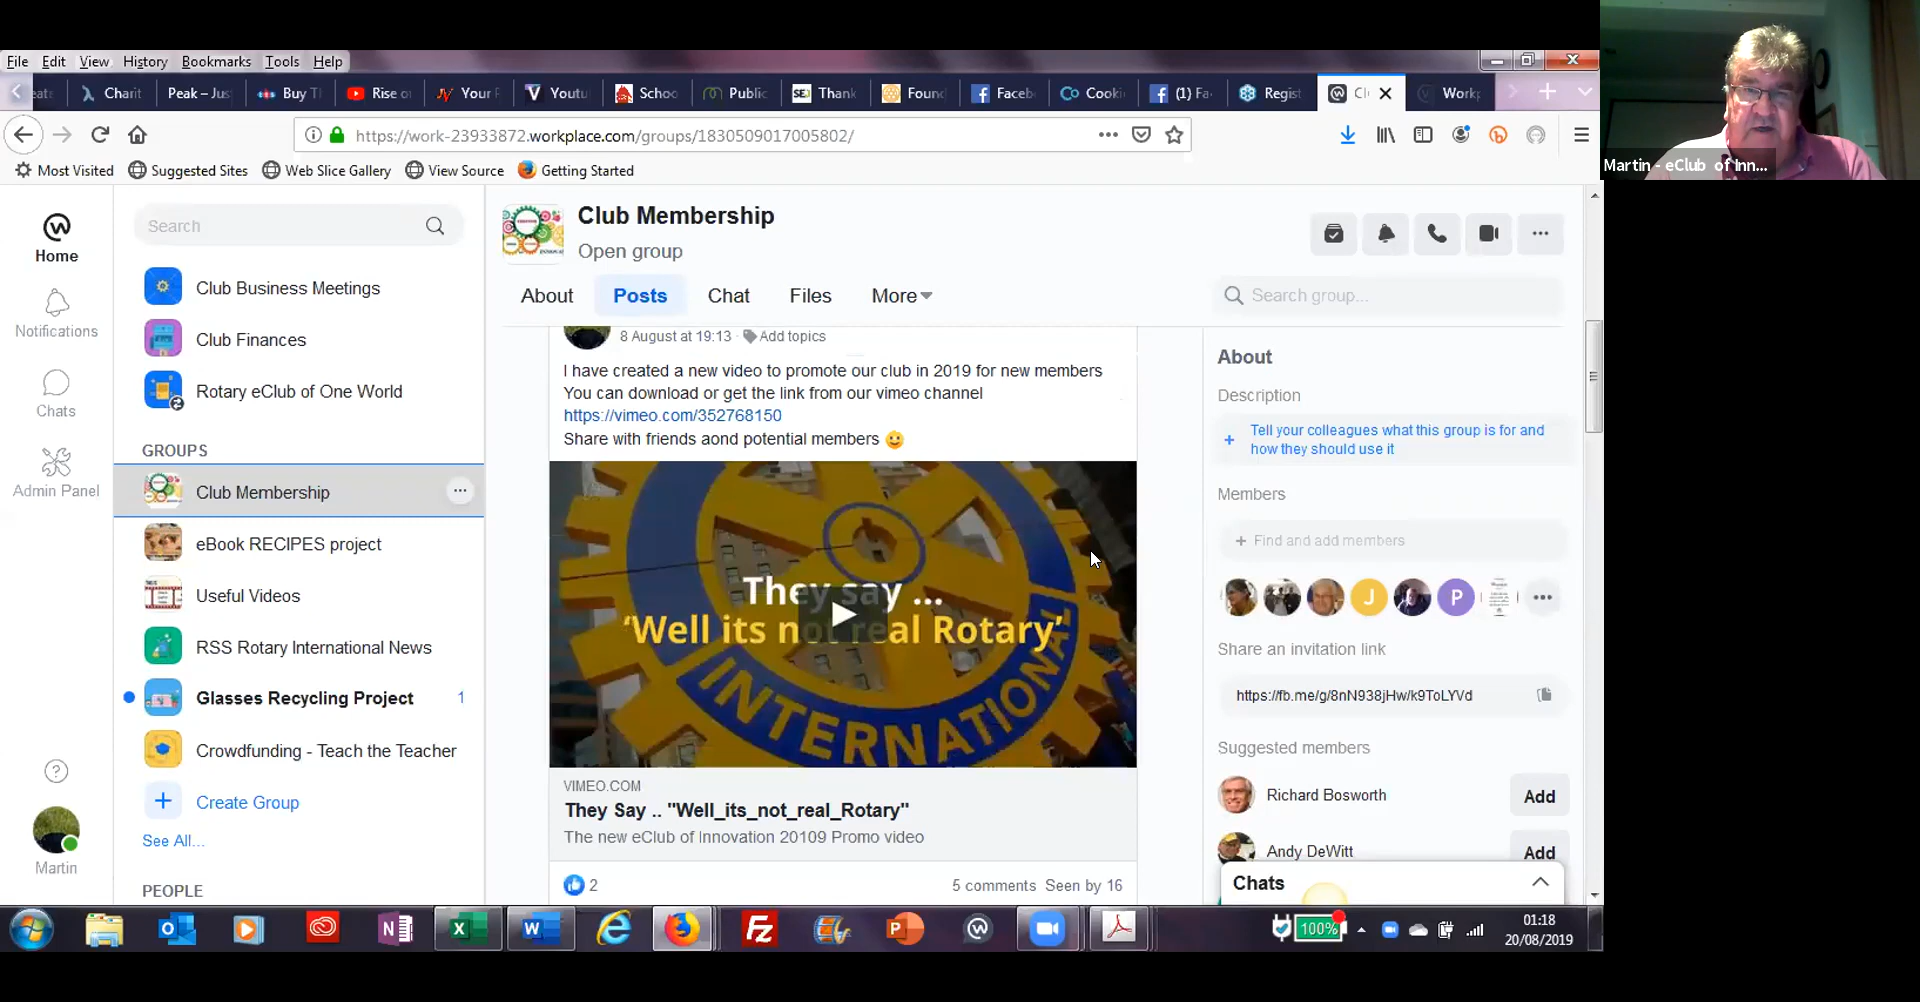 File Edit View History Bookmarks Tools Help
Charit
Peak – Jus
Buy T
Rise o
Your
Youtu
Schoo
Public
Thank
Found
Faceb
Cooki
(1) Fa
Regist
Cl
Work
https://work-23933872.workplace.com/groups/1830509017005802/
Most Visited Suggested Sites Web Slice Gallery View Source Getting Started
Martin - eClub of Inn...
Home
Notifications
Chats
Admin Panel
Martin
Search
Club Business Meetings
Club Finances
Rotary eClub of One World
GROUPS
Club Membership
eBook RECIPES project
Useful Videos
RSS Rotary International News
Glasses Recycling Project 1
Crowdfunding - Teach the Teacher
Create Group
See All...
PEOPLE
Club Membership
Open group
About Posts Chat Files More
Search group...
8 August at 19:13 · Add topics
I have created a new video to promote our club in 2019 for new members
You can download or get the link from our vimeo channel
https://vimeo.com/352768150
Share with friends aond potential members
They say ...
‘Well its not real Rotary’
INTERNATIONAL
VIMEO.COM
They Say .. "Well_its_not_real_Rotary"
The new eClub of Innovation 20109 Promo video
2
5 comments Seen by 16
About
Description
+ Tell your colleagues what this group is for and
how they should use it
Members
+ Find and add members
J
P
Share an invitation link
https://fb.me/g/8nN938jHw/k9ToLYVd
Suggested members
Richard Bosworth Add
Andy DeWitt Add
Chats
100%
01:18
20/08/2019